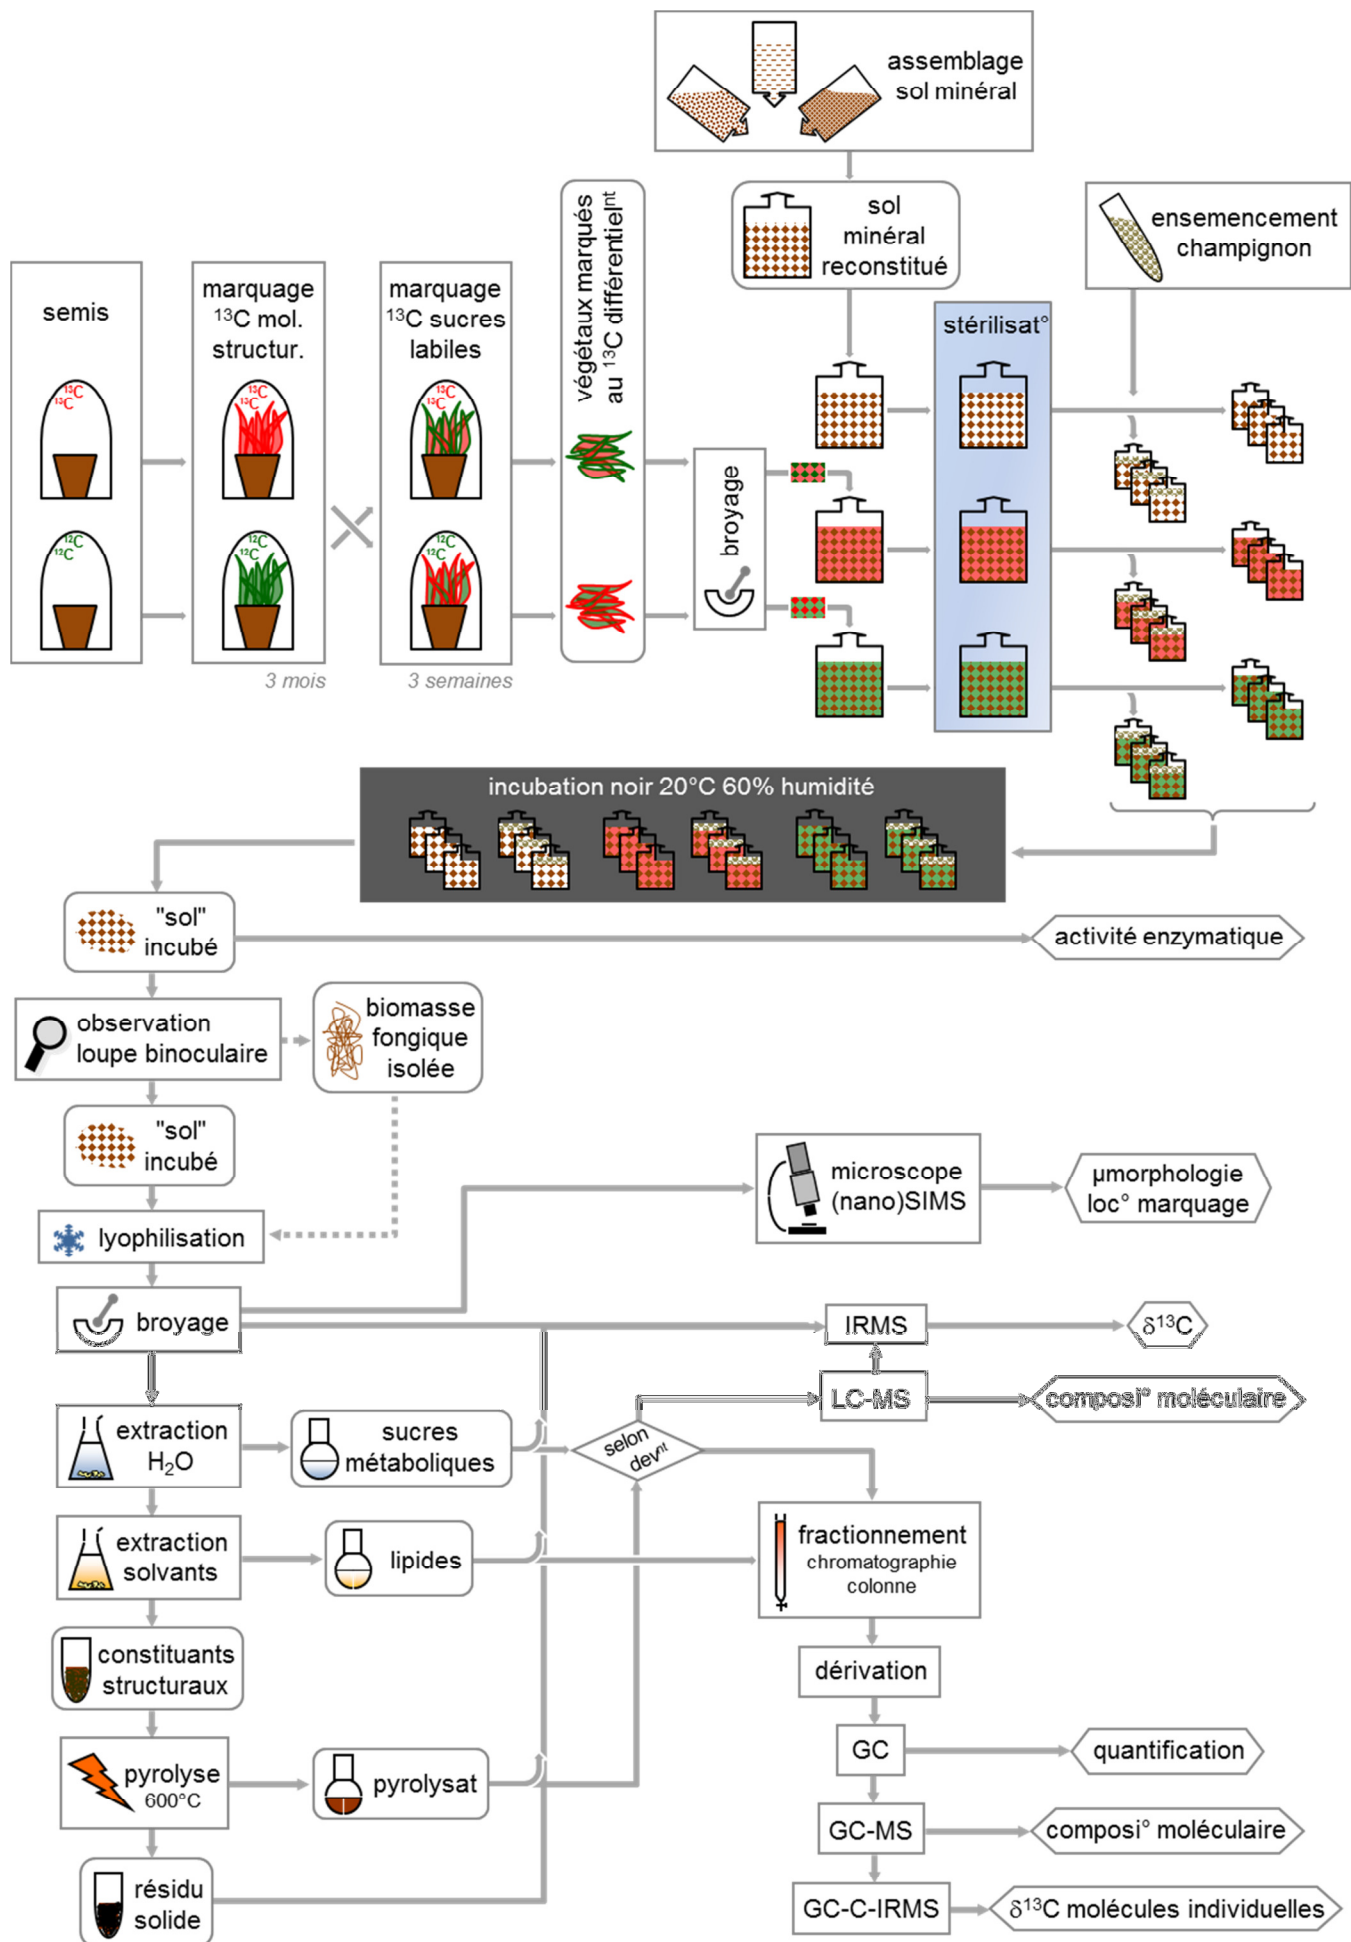 assemblage
sol minéral
sol
minéral
reconstitué
ensemencement
champignon
semis
¹³C
¹³C
¹²C
¹²C
marquage
¹³C mol.
structur.
¹³C
¹³C
¹²C
¹²C
3 mois
marquage
¹³C sucres
labiles
¹³C
¹³C
¹²C
¹²C
3 semaines
végétaux marqués
au ¹³C différentielⁿᵗ
broyage
stérilisat°
incubation noir 20°C 60% humidité
"sol"
incubé
activité enzymatique
observation
loupe binoculaire
biomasse
fongique
isolée
"sol"
incubé
microscope
(nano)SIMS
µmorphologie
loc° marquage
lyophilisation
broyage
IRMS
δ¹³C
LC-MS
composi° moléculaire
extraction
H₂O
sucres
métaboliques
selon
devⁿᵗ
extraction
solvants
lipides
fractionnement
chromatographie
colonne
constituants
structuraux
dérivation
pyrolyse
600°C
pyrolysat
GC
quantification
GC-MS
composi° moléculaire
résidu
solide
GC-C-IRMS
δ¹³C molécules individuelles